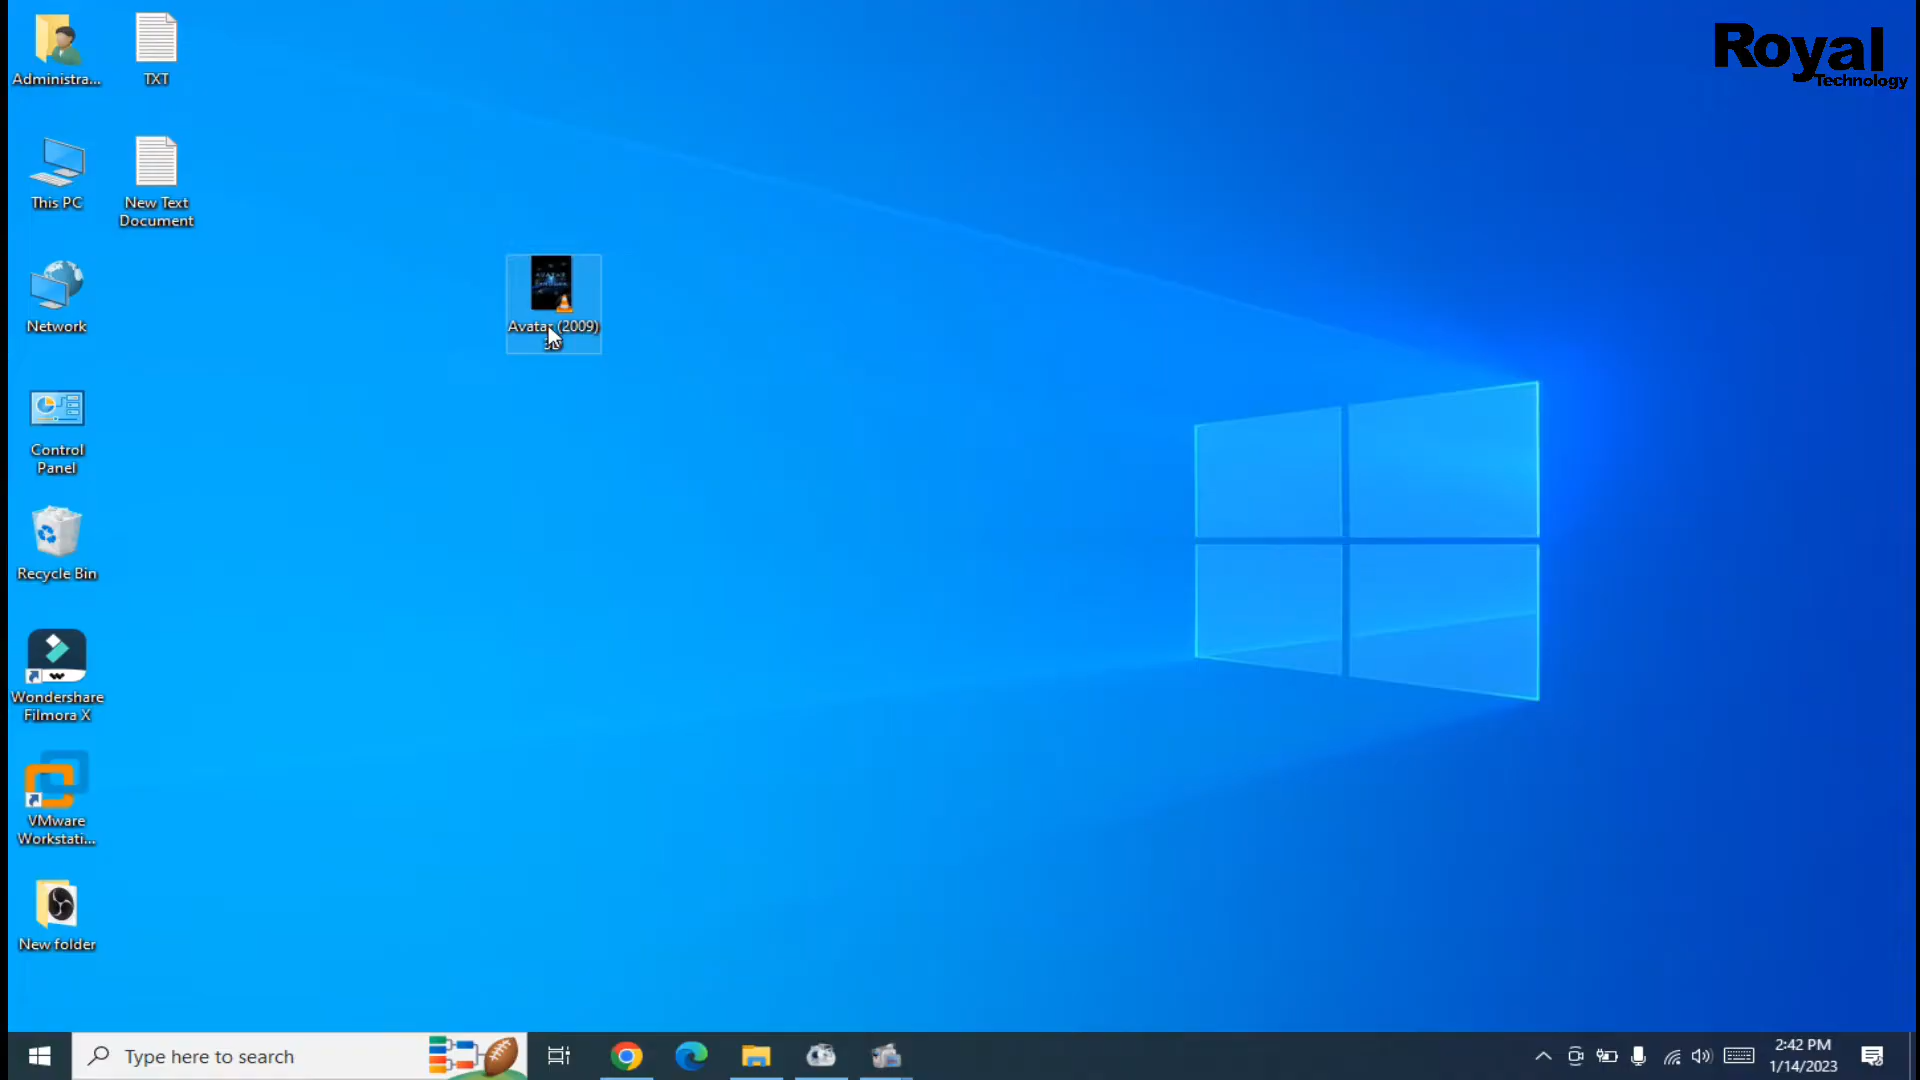 Royal
Technology
Administra...
TXT
This PC
New Text
Document
Network
Avatar (2009)
Control
Panel
Recycle Bin
Wondershare
Filmora X
VMware
Workstati...
New folder
Type here to search
2:42 PM
1/14/2023